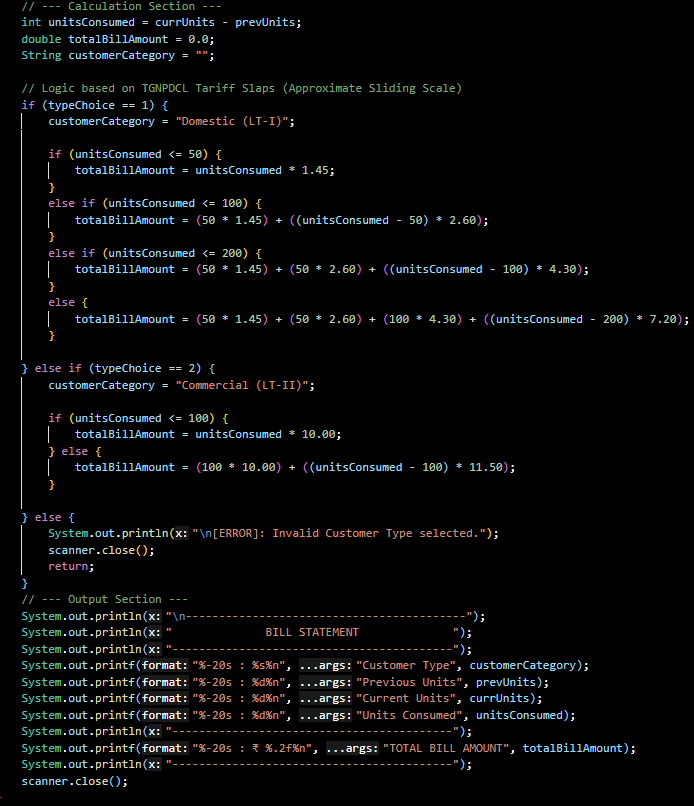 // --- Calculation Section ---
int unitsConsumed = currUnits - prevUnits;
double totalBillAmount = 0.0;
String customerCategory = "";

// Logic based on TGNPDCL Tariff Slaps (Approximate Sliding Scale)
if (typeChoice == 1) {
    customerCategory = "Domestic (LT-I)";

    if (unitsConsumed <= 50) {
        totalBillAmount = unitsConsumed * 1.45;
    }
    else if (unitsConsumed <= 100) {
        totalBillAmount = (50 * 1.45) + ((unitsConsumed - 50) * 2.60);
    }
    else if (unitsConsumed <= 200) {
        totalBillAmount = (50 * 1.45) + (50 * 2.60) + ((unitsConsumed - 100) * 4.30);
    }
    else {
        totalBillAmount = (50 * 1.45) + (50 * 2.60) + (100 * 4.30) + ((unitsConsumed - 200) * 7.20);
    }

} else if (typeChoice == 2) {
    customerCategory = "Commercial (LT-II)";

    if (unitsConsumed <= 100) {
        totalBillAmount = unitsConsumed * 10.00;
    } else {
        totalBillAmount = (100 * 10.00) + ((unitsConsumed - 100) * 11.50);
    }

} else {
    System.out.println(x: "\n[ERROR]: Invalid Customer Type selected.");
    scanner.close();
    return;
}
// --- Output Section ---
System.out.println(x: "\n------------------------------------------");
System.out.println(x: "              BILL STATEMENT              ");
System.out.println(x: "------------------------------------------");
System.out.printf(format: "%-20s : %s%n", ...args: "Customer Type", customerCategory);
System.out.printf(format: "%-20s : %d%n", ...args: "Previous Units", prevUnits);
System.out.printf(format: "%-20s : %d%n", ...args: "Current Units", currUnits);
System.out.printf(format: "%-20s : %d%n", ...args: "Units Consumed", unitsConsumed);
System.out.println(x: "------------------------------------------");
System.out.printf(format: "%-20s : ₹ %.2f%n", ...args: "TOTAL BILL AMOUNT", totalBillAmount);
System.out.println(x: "------------------------------------------");
scanner.close();